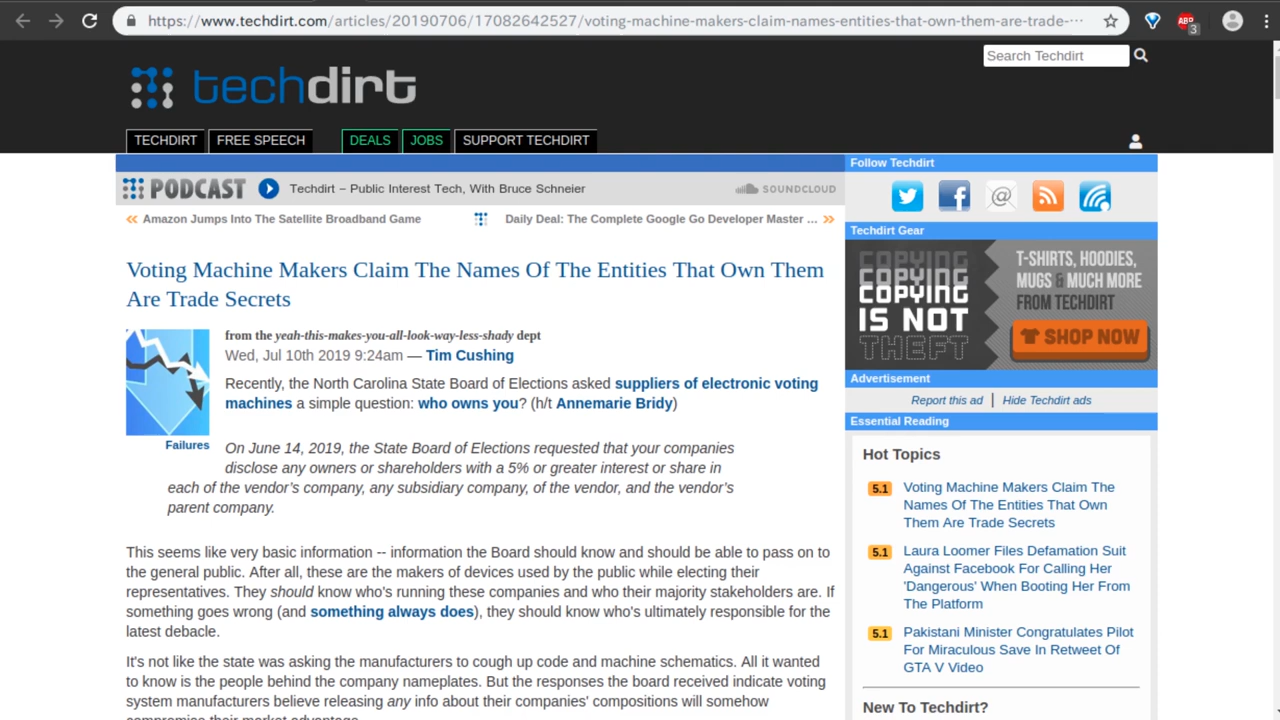 https://www.techdirt.com/articles/20190706/17082642527/voting-machine-makers-claim-names-entities-that-own-them-are-trade-···
ABP
3
Search Techdirt
techdirt
TECHDIRT
FREE SPEECH
DEALS
JOBS
SUPPORT TECHDIRT
PODCAST
Techdirt – Public Interest Tech, With Bruce Schneier
SOUNDCLOUD
« Amazon Jumps Into The Satellite Broadband Game
Daily Deal: The Complete Google Go Developer Master ... »
Voting Machine Makers Claim The Names Of The Entities That Own Them
Are Trade Secrets
from the yeah-this-makes-you-all-look-way-less-shady dept
Wed, Jul 10th 2019 9:24am — Tim Cushing
Recently, the North Carolina State Board of Elections asked suppliers of electronic voting
machines a simple question: who owns you? (h/t Annemarie Bridy)
Failures
On June 14, 2019, the State Board of Elections requested that your companies
disclose any owners or shareholders with a 5% or greater interest or share in
each of the vendor's company, any subsidiary company, of the vendor, and the vendor's
parent company.
This seems like very basic information -- information the Board should know and should be able to pass on to
the general public. After all, these are the makers of devices used by the public while electing their
representatives. They should know who's running these companies and who their majority stakeholders are. If
something goes wrong (and something always does), they should know who's ultimately responsible for the
latest debacle.
It's not like the state was asking the manufacturers to cough up code and machine schematics. All it wanted
to know is the people behind the company nameplates. But the responses the board received indicate voting
system manufacturers believe releasing any info about their companies' compositions will somehow
compromise their market advantage.
Follow Techdirt
@
Techdirt Gear
COPYING
COPYING
COPYING
IS NOT
THEFT
T-SHIRTS, HOODIES,
MUGS & MUCH MORE
FROM TECHDIRT
SHOP NOW
Advertisement
Report this ad | Hide Techdirt ads
Essential Reading
Hot Topics
5.1 Voting Machine Makers Claim The
Names Of The Entities That Own
Them Are Trade Secrets
5.1 Laura Loomer Files Defamation Suit
Against Facebook For Calling Her
'Dangerous' When Booting Her From
The Platform
5.1 Pakistani Minister Congratulates Pilot
For Miraculous Save In Retweet Of
GTA V Video
New To Techdirt?